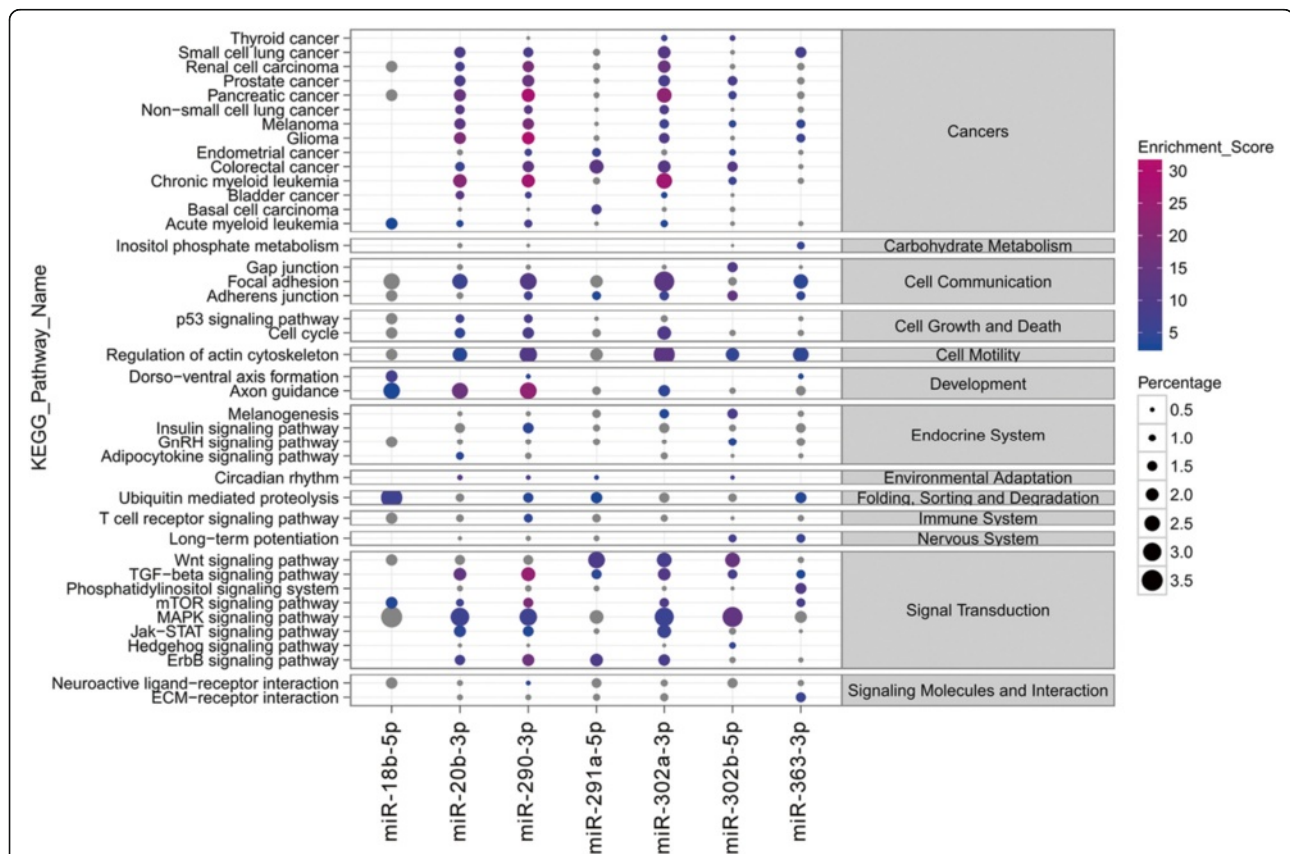 KEGG_Pathway_Name
Thyroid cancer
Small cell lung cancer
Renal cell carcinoma
Prostate cancer
Pancreatic cancer
Non-small cell lung cancer
Melanoma
Glioma
Endometrial cancer
Colorectal cancer
Chronic myeloid leukemia
Bladder cancer
Basal cell carcinoma
Acute myeloid leukemia
Cancers
Inositol phosphate metabolism
Carbohydrate Metabolism
Gap junction
Focal adhesion
Adherens junction
Cell Communication
p53 signaling pathway
Cell cycle
Cell Growth and Death
Regulation of actin cytoskeleton
Cell Motility
Dorso-ventral axis formation
Axon guidance
Development
Melanogenesis
Insulin signaling pathway
GnRH signaling pathway
Adipocytokine signaling pathway
Endocrine System
Circadian rhythm
Environmental Adaptation
Ubiquitin mediated proteolysis
Folding, Sorting and Degradation
T cell receptor signaling pathway
Immune System
Long-term potentiation
Nervous System
Wnt signaling pathway
TGF-beta signaling pathway
Phosphatidylinositol signaling system
mTOR signaling pathway
MAPK signaling pathway
Jak-STAT signaling pathway
Hedgehog signaling pathway
ErbB signaling pathway
Signal Transduction
Neuroactive ligand-receptor interaction
ECM-receptor interaction
Signaling Molecules and Interaction
miR-18b-5p
miR-20b-3p
miR-290-3p
miR-291a-5p
miR-302a-3p
miR-302b-5p
miR-363-3p
Enrichment_Score
30
25
20
15
10
5
Percentage
0.5
1.0
1.5
2.0
2.5
3.0
3.5